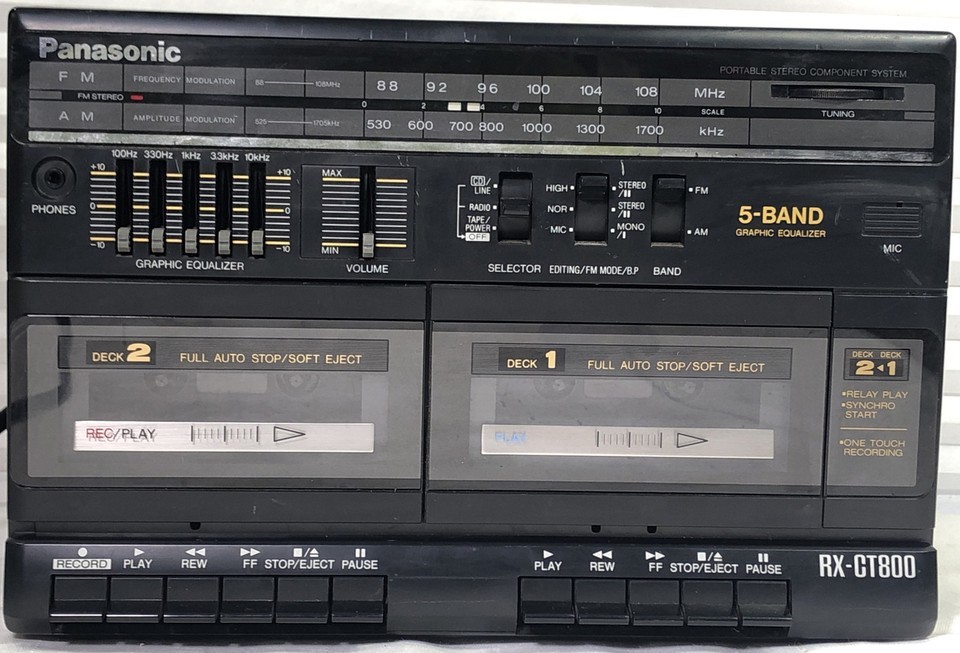 Panasonic
PORTABLE STEREO COMPONENT SYSTEM
F M FREQUENCY MODULATION 88 108MHz 88 92 96 100 104 108 MHz
FM STEREO 0 2 4 6 8 10 SCALE TUNING
A M AMPLITUDE MODULATION 525 1705kHz 530 600 700 800 1000 1300 1700 kHz
100Hz 330Hz 1kHz 3.3kHz 10kHz
+10 +10
0 0
-10 -10
GRAPHIC EQUALIZER
PHONES
MAX
MIN
VOLUME
CD/
LINE
RADIO
TAPE/
POWER
OFF
SELECTOR
HIGH STEREO
/II
NOR STEREO
/II
MIC MONO
/I
EDITING/FM MODE/B.P
FM
AM
BAND
5-BAND
GRAPHIC EQUALIZER
MIC
DECK 2 FULL AUTO STOP/SOFT EJECT
REC/PLAY
DECK 1 FULL AUTO STOP/SOFT EJECT
PLAY
DECK DECK
2◂1
•RELAY PLAY
•SYNCHRO
START
•ONE TOUCH
RECORDING
RECORD PLAY REW FF STOP/EJECT PAUSE
PLAY REW FF STOP/EJECT PAUSE
RX-CT800